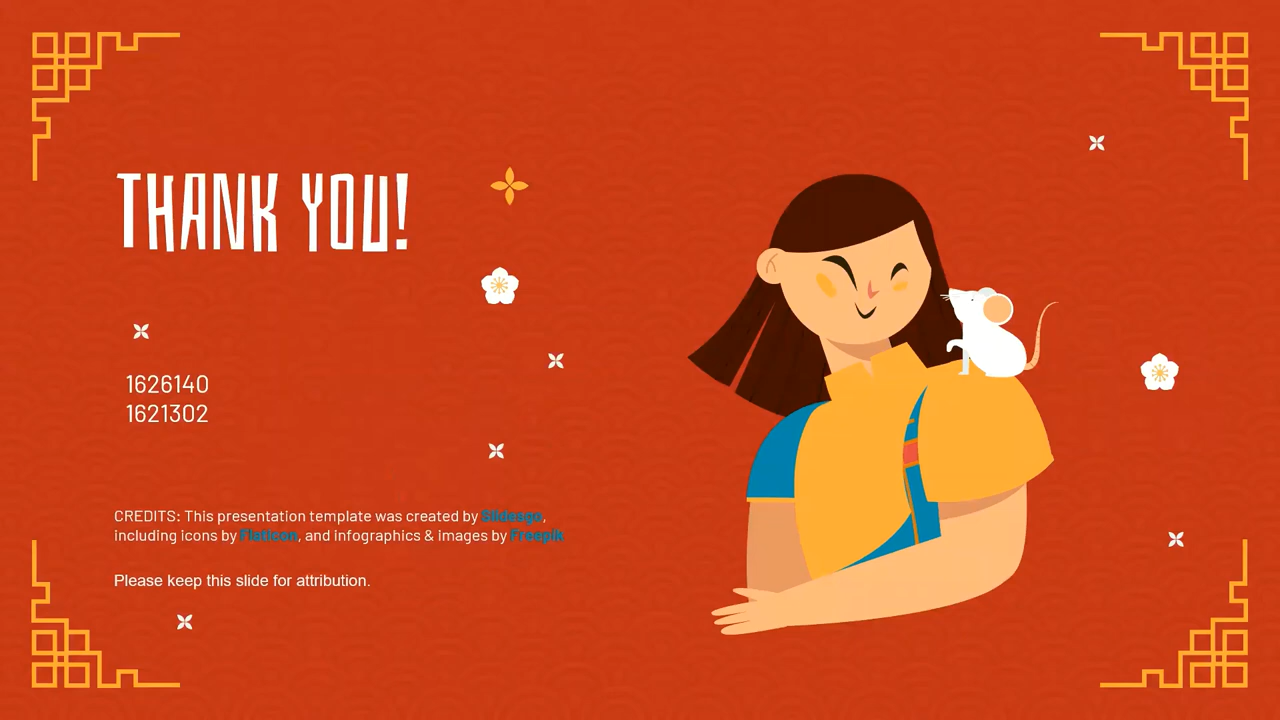 THANK YOU!
1626140
1621302
CREDITS: This presentation template was created by Slidesgo,
including icons by Flaticon, and infographics & images by Freepik
Please keep this slide for attribution.